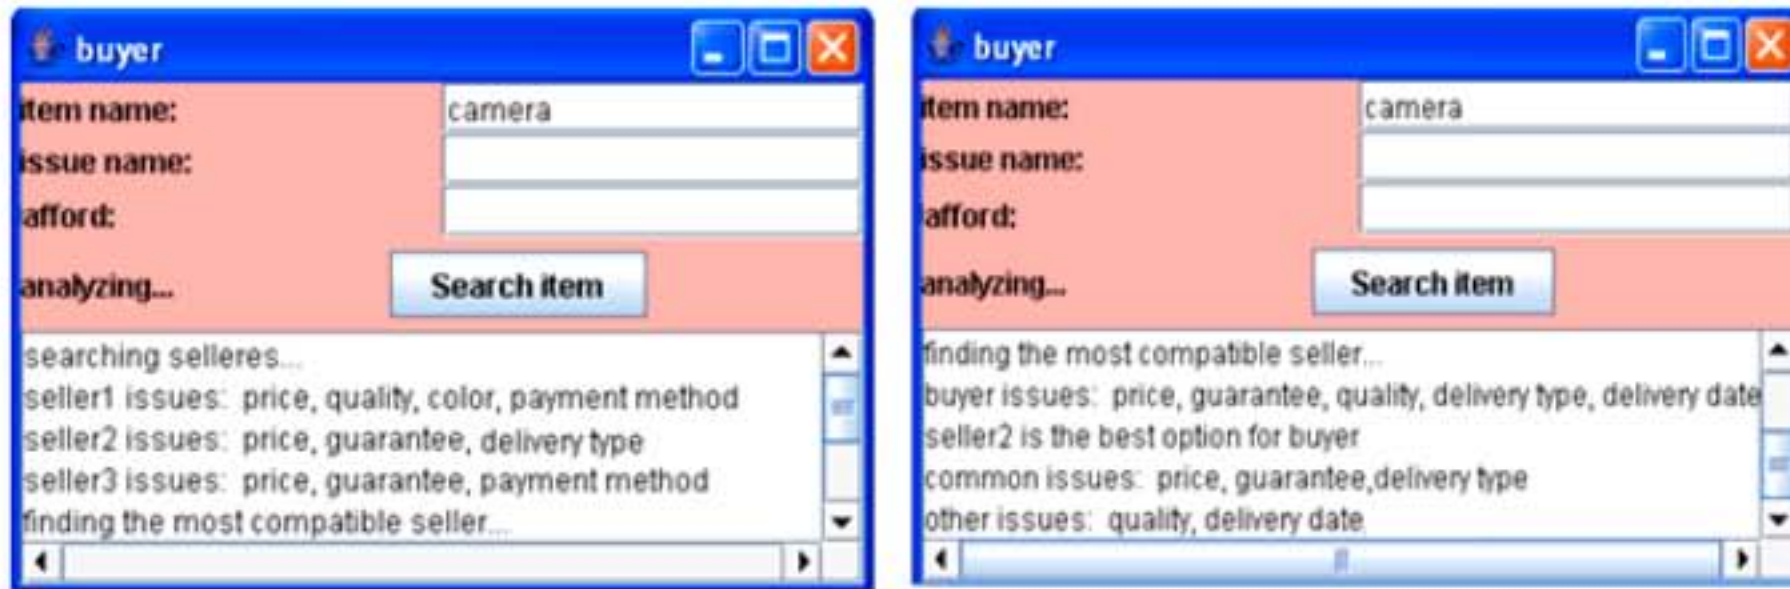 buyer
item name: camera
issue name:
afford:
analyzing... Search item
searching selleres...
seller1 issues: price, quality, color, payment method
seller2 issues: price, guarantee, delivery type
seller3 issues: price, guarantee, payment method
finding the most compatible seller...
buyer
item name: camera
issue name:
afford:
analyzing... Search item
finding the most compatible seller...
buyer issues: price, guarantee, quality, delivery type, delivery date
seller2 is the best option for buyer
common issues: price, guarantee,delivery type
other issues: quality, delivery date